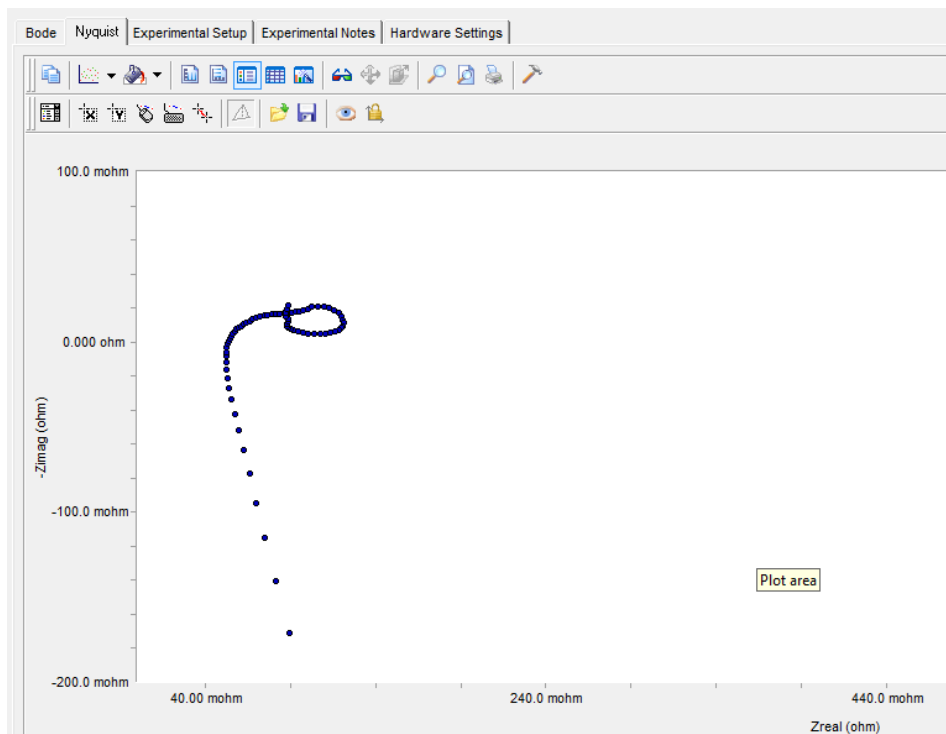 Bode Nyquist Experimental Setup Experimental Notes Hardware Settings
100.0 mohm
0.000 ohm
-Zimag (ohm)
-100.0 mohm
Plot area
-200.0 mohm
40.00 mohm 240.0 mohm 440.0 mohm
Zreal (ohm)